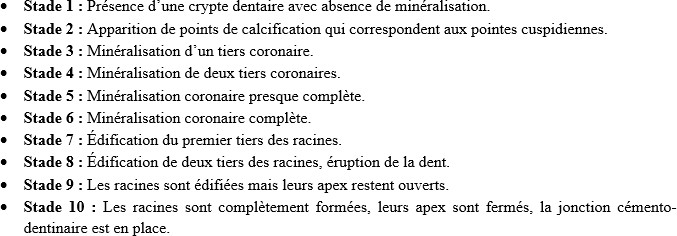 • Stade 1 : Présence d'une crypte dentaire avec absence de minéralisation.
• Stade 2 : Apparition de points de calcification qui correspondent aux pointes cuspidiennes.
• Stade 3 : Minéralisation d'un tiers coronaire.
• Stade 4 : Minéralisation de deux tiers coronaires.
• Stade 5 : Minéralisation coronaire presque complète.
• Stade 6 : Minéralisation coronaire complète.
• Stade 7 : Édification du premier tiers des racines.
• Stade 8 : Édification de deux tiers des racines, éruption de la dent.
• Stade 9 : Les racines sont édifiées mais leurs apex restent ouverts.
• Stade 10 : Les racines sont complètement formées, leurs apex sont fermés, la jonction cémento-
dentinaire est en place.